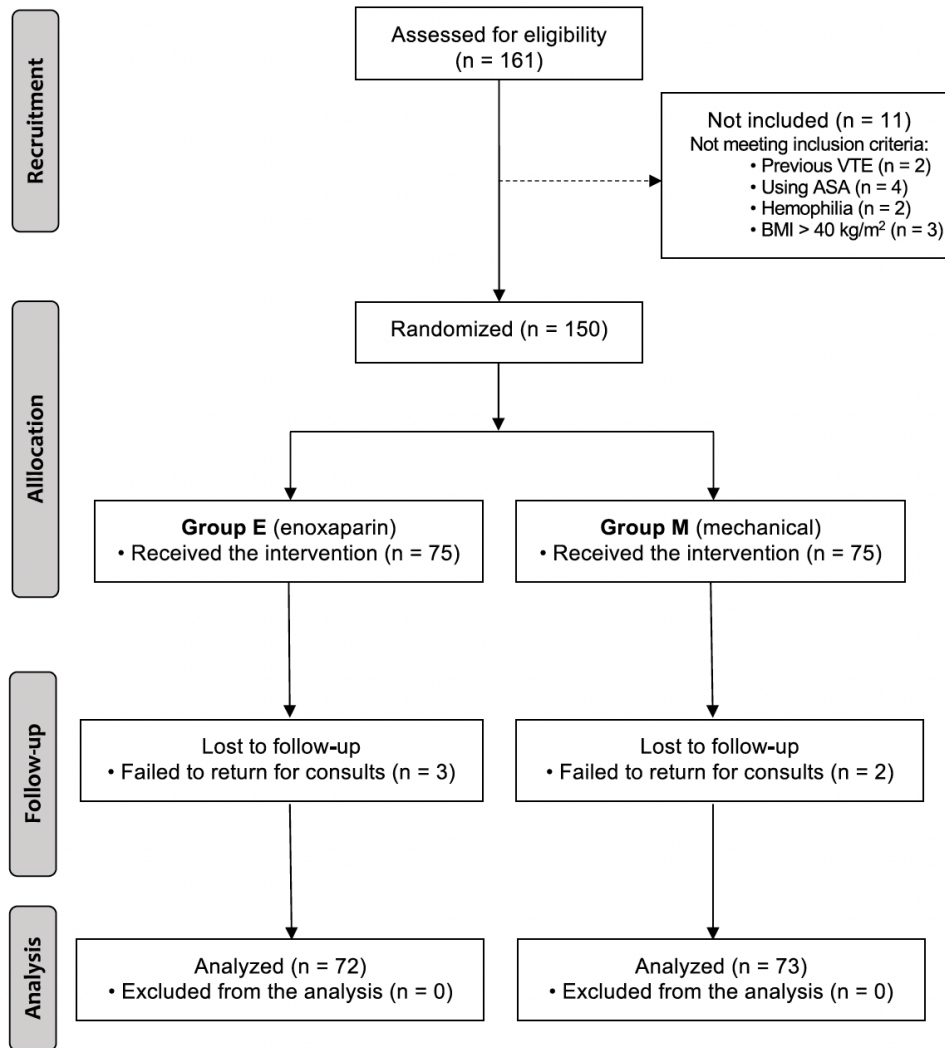 Recruitment
Assessed for eligibility
(n = 161)
Not included (n = 11)
Not meeting inclusion criteria:
• Previous VTE (n = 2)
• Using ASA (n = 4)
• Hemophilia (n = 2)
• BMI > 40 kg/m² (n = 3)
Alllocation
Randomized (n = 150)
Group E (enoxaparin)
• Received the intervention (n = 75)
Group M (mechanical)
• Received the intervention (n = 75)
Follow-up
Lost to follow-up
• Failed to return for consults (n = 3)
Lost to follow-up
• Failed to return for consults (n = 2)
Analysis
Analyzed (n = 72)
• Excluded from the analysis (n = 0)
Analyzed (n = 73)
• Excluded from the analysis (n = 0)